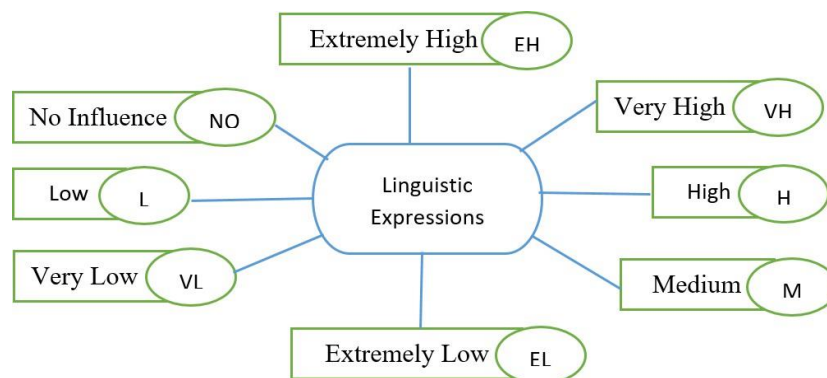 Extremely High EH
No Influence NO
Very High VH
Low L
Linguistic
Expressions
High H
Very Low VL
Medium M
Extremely Low EL